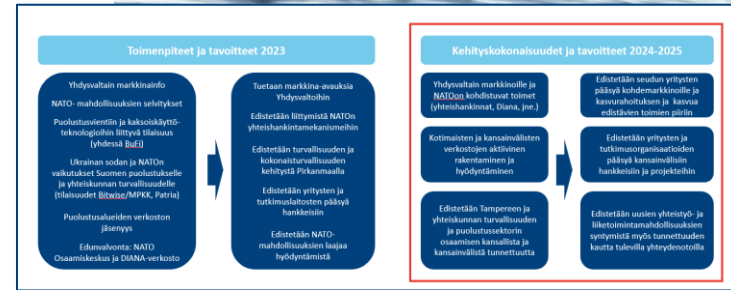 Toimenpiteet ja tavoitteet 2023
Yhdysvaltain markkinainfo
NATO- mahdollisuuksien selvitykset
Puolustusvientiin ja kaksoiskäyttö-
teknologioihin liittyvä tilaisuus
(yhdessä BuFi)
Ukrainan sodan ja NATOn
vaikutukset Suomen puolustukselle
ja yhteiskunnan turvallisuudelle
(tilaisuudet Bitwise/MPKK, Patria)
Puolustusalueiden verkoston
jäsenyys
Edunvalvonta: NATO
Osaamiskeskus ja DIANA-verkosto
Tuetaan markkina-avauksia
Yhdysvaltoihin
Edistetään liittymistä NATOn
yhteishankintamekanismeihin
Edistetään turvallisuuden ja
kokonaisturvallisuuden
kehitystä Pirkanmaalla
Edistetään yritysten ja
tutkimuslaitosten pääsyä
hankkeisiin
Edistetään NATO-
mahdollisuuksien laajaa
hyödyntämistä
Kehityskokonaisuudet ja tavoitteet 2024-2025
Yhdysvaltain markkinoille ja
NATOon kohdistuvat toimet
(yhteishankinnat, Diana, jne.)
Edistetään seudun yritysten
pääsyä kohdemarkkinoille ja
kasvurahoituksen ja kasvua
edistävien toimien piiriin
Kotimaisten ja kansainvälisten
verkostojen aktiivinen
rakentaminen ja
hyödyntäminen
Edistetään yritysten ja
tutkimusorganisaatioiden
pääsyä kansainvälisiin
hankkeisiin ja projekteihin
Edistetään Tampereen ja
yhteiskunnan turvallisuuden
ja puolustussektorin
osaamisen kansallista ja
kansainvälistä tunnettuutta
Edistetään uusien yhteistyö- ja
liiketoimintamahdollisuuksien
syntymistä myös tunnettuuden
kautta tulevilla yhteydenotoilla